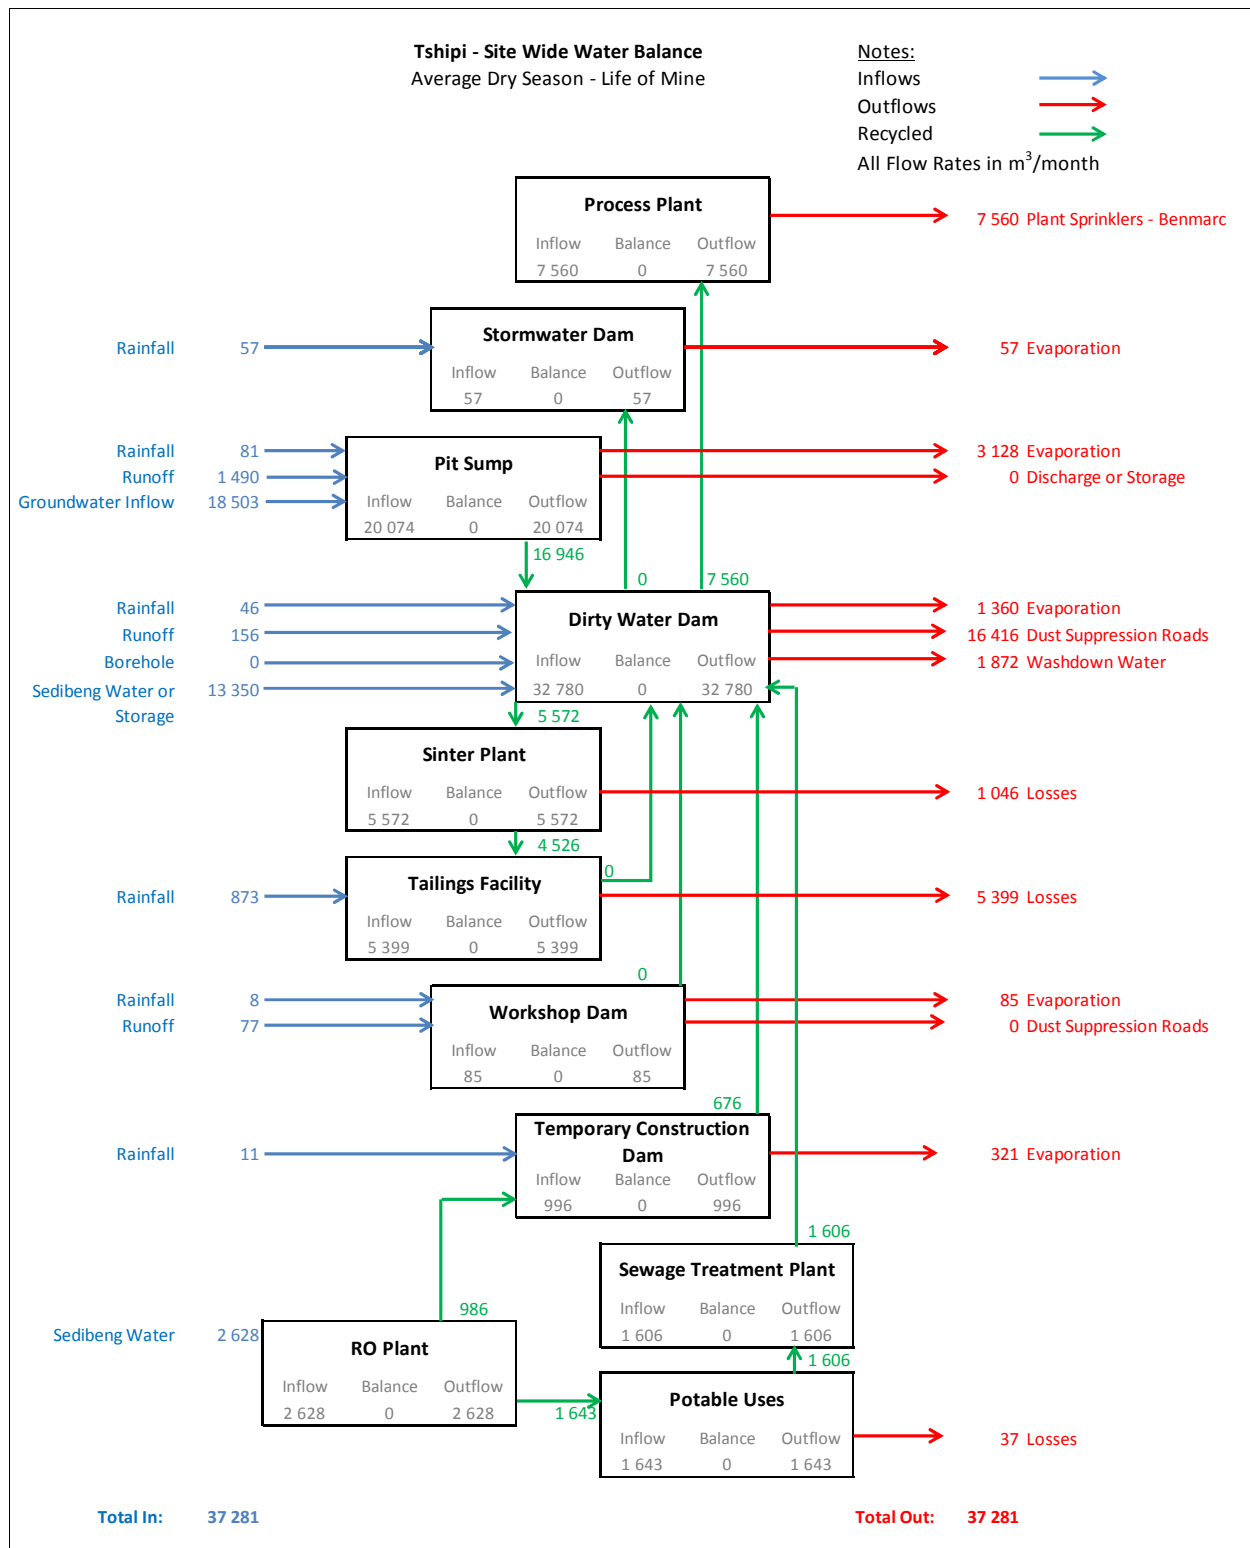 Tshipi - Site Wide Water Balance
Average Dry Season - Life of Mine
Notes:
Inflows
Outflows
Recycled
All Flow Rates in m³/month
Process Plant
Inflow Balance Outflow
7 560 0 7 560
7 560 Plant Sprinklers - Benmarc
Stormwater Dam
Rainfall 57
Inflow Balance Outflow
57 0 57
57 Evaporation
Rainfall 81
Runoff 1 490
Groundwater Inflow 18 503
Pit Sump
Inflow Balance Outflow
20 074 0 20 074
3 128 Evaporation
0 Discharge or Storage
16 946
0
7 560
Rainfall 46
Runoff 156
Borehole 0
Sedibeng Water or 13 350
Storage
Dirty Water Dam
Inflow Balance Outflow
32 780 0 32 780
1 360 Evaporation
16 416 Dust Suppression Roads
1 872 Washdown Water
5 572
Sinter Plant
Inflow Balance Outflow
5 572 0 5 572
1 046 Losses
4 526
0
Rainfall 873
Tailings Facility
Inflow Balance Outflow
5 399 0 5 399
5 399 Losses
0
Rainfall 8
Runoff 77
Workshop Dam
Inflow Balance Outflow
85 0 85
85 Evaporation
0 Dust Suppression Roads
676
Rainfall 11
Temporary Construction
Dam
Inflow Balance Outflow
996 0 996
321 Evaporation
1 606
Sewage Treatment Plant
Inflow Balance Outflow
1 606 0 1 606
986
Sedibeng Water 2 628
RO Plant
Inflow Balance Outflow
2 628 0 2 628
1 606
1 643
Potable Uses
Inflow Balance Outflow
1 643 0 1 643
37 Losses
Total In: 37 281
Total Out: 37 281